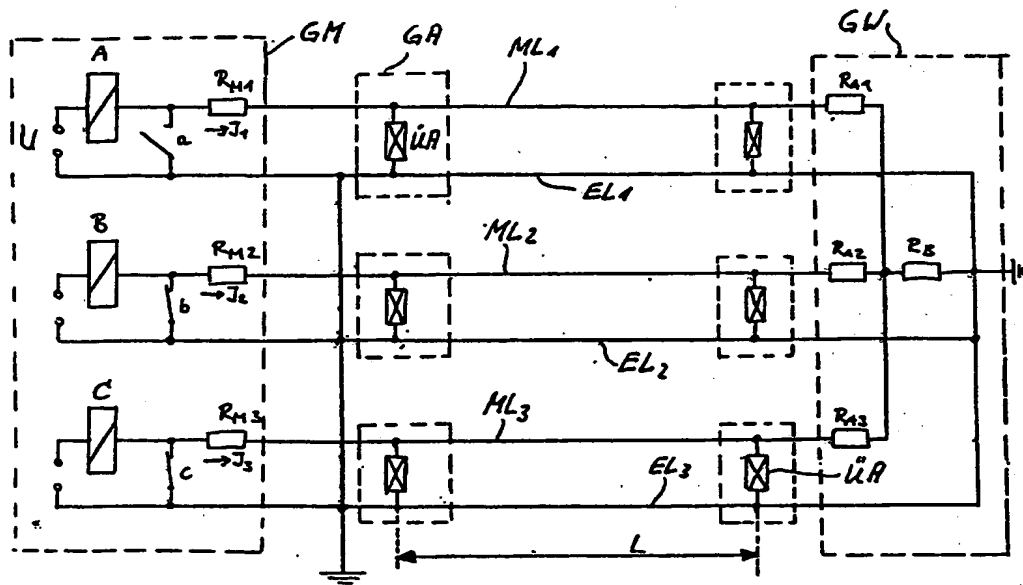 GM
GA
ML1
GW
A
RM1
RA1
U
a
→J1
ÜA
EL1
B
RM2
ML2
RA2
RB
b
→J2
EL2
C
RM3
ML3
RA3
c
→J3
EL3
ÜA
L